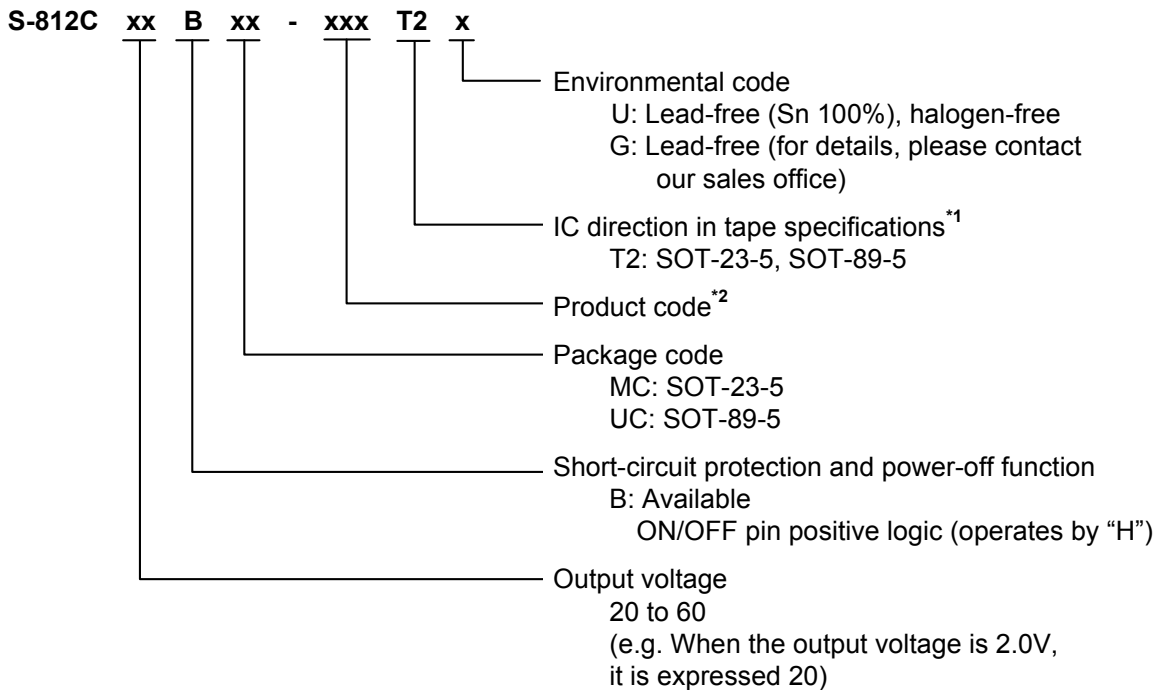 S-812C xx B xx - xxx T2 x
Environmental code
U: Lead-free (Sn 100%), halogen-free
G: Lead-free (for details, please contact
our sales office)
IC direction in tape specifications*1
T2: SOT-23-5, SOT-89-5
Product code*2
Package code
MC: SOT-23-5
UC: SOT-89-5
Short-circuit protection and power-off function
B: Available
ON/OFF pin positive logic (operates by “H”)
Output voltage
20 to 60
(e.g. When the output voltage is 2.0V,
it is expressed 20)